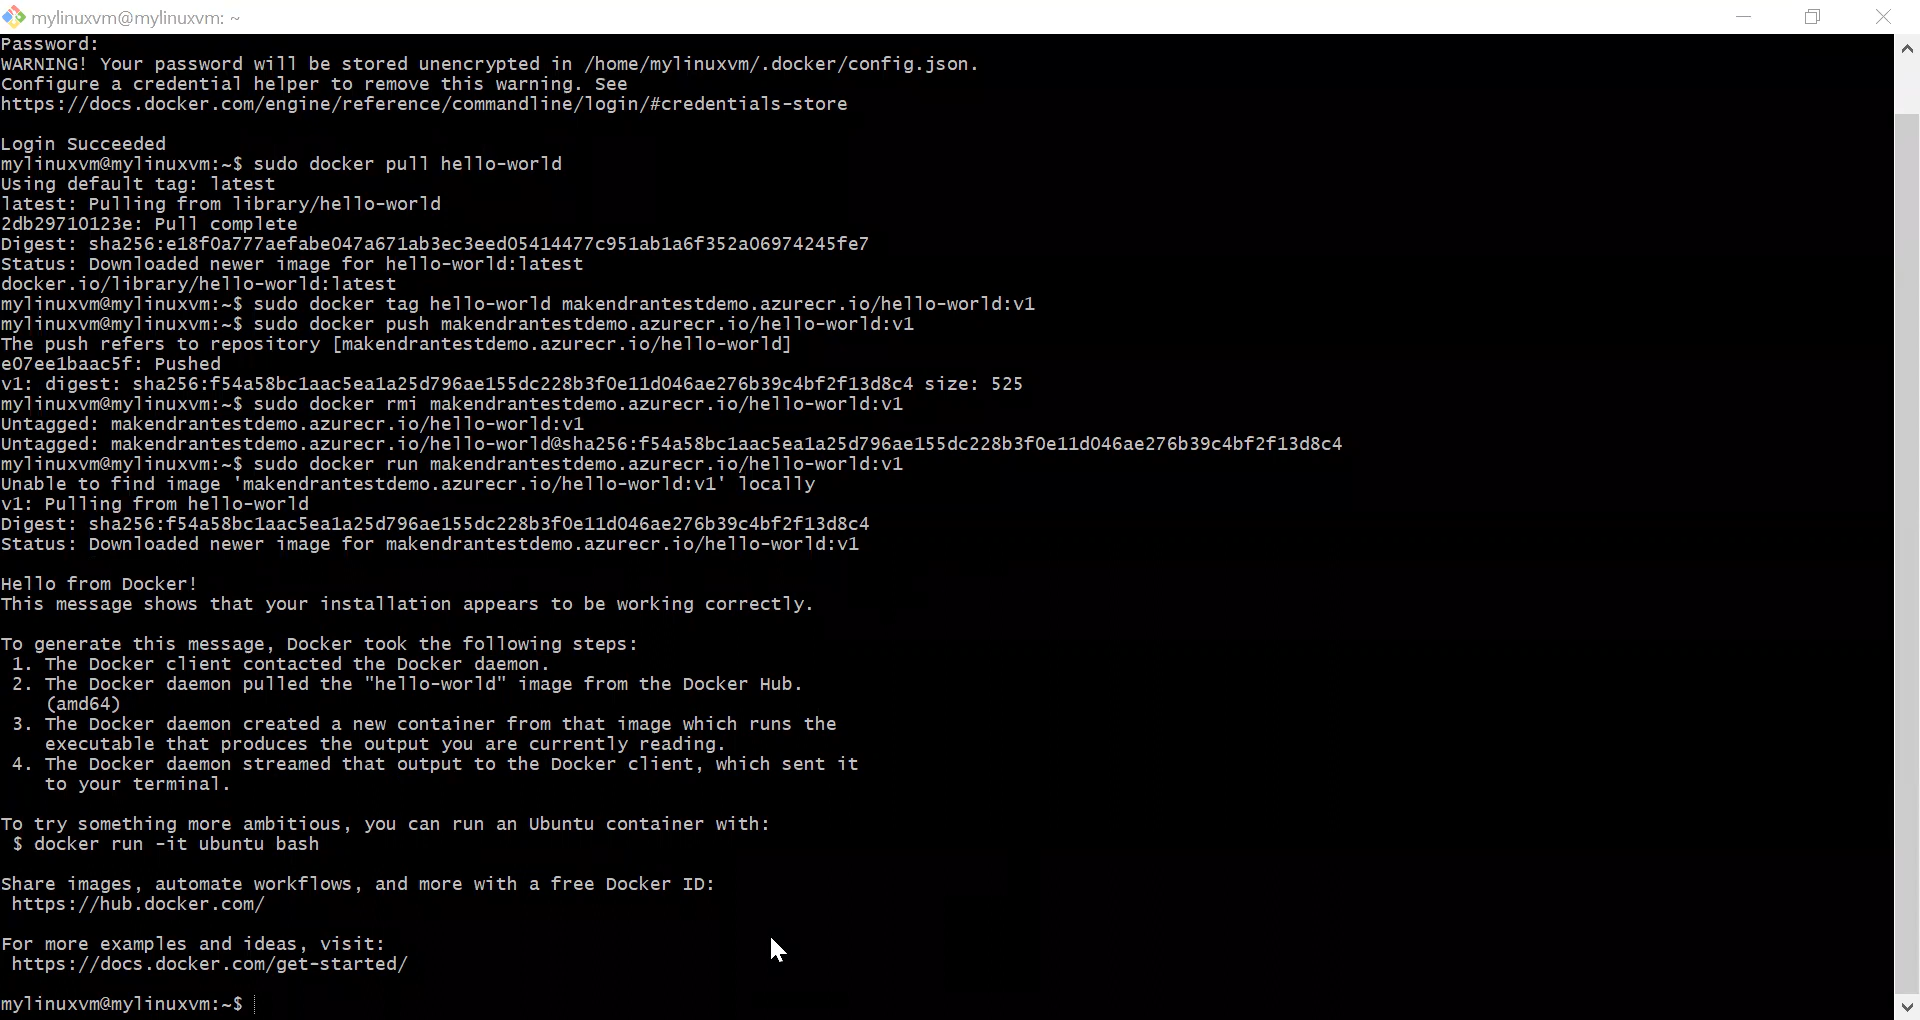 mylinuxvm@mylinuxvm: ~
Password:
WARNING! Your password will be stored unencrypted in /home/mylinuxvm/.docker/config.json.
Configure a credential helper to remove this warning. See
https://docs.docker.com/engine/reference/commandline/login/#credentials-store
Login Succeeded
mylinuxvm@mylinuxvm:~$ sudo docker pull hello-world
Using default tag: latest
latest: Pulling from library/hello-world
2db29710123e: Pull complete
Digest: sha256:e18f0a777aefabe047a671ab3ec3eed05414477c951ab1a6f352a06974245fe7
Status: Downloaded newer image for hello-world:latest
docker.io/library/hello-world:latest
mylinuxvm@mylinuxvm:~$ sudo docker tag hello-world makendrantestdemo.azurecr.io/hello-world:v1
mylinuxvm@mylinuxvm:~$ sudo docker push makendrantestdemo.azurecr.io/hello-world:v1
The push refers to repository [makendrantestdemo.azurecr.io/hello-world]
e07ee1baac5f: Pushed
v1: digest: sha256:f54a58bc1aac5ea1a25d796ae155dc228b3f0e11d046ae276b39c4bf2f13d8c4 size: 525
mylinuxvm@mylinuxvm:~$ sudo docker rmi makendrantestdemo.azurecr.io/hello-world:v1
Untagged: makendrantestdemo.azurecr.io/hello-world:v1
Untagged: makendrantestdemo.azurecr.io/hello-world@sha256:f54a58bc1aac5ea1a25d796ae155dc228b3f0e11d046ae276b39c4bf2f13d8c4
mylinuxvm@mylinuxvm:~$ sudo docker run makendrantestdemo.azurecr.io/hello-world:v1
Unable to find image 'makendrantestdemo.azurecr.io/hello-world:v1' locally
v1: Pulling from hello-world
Digest: sha256:f54a58bc1aac5ea1a25d796ae155dc228b3f0e11d046ae276b39c4bf2f13d8c4
Status: Downloaded newer image for makendrantestdemo.azurecr.io/hello-world:v1
Hello from Docker!
This message shows that your installation appears to be working correctly.
To generate this message, Docker took the following steps:
1. The Docker client contacted the Docker daemon.
2. The Docker daemon pulled the "hello-world" image from the Docker Hub.
(amd64)
3. The Docker daemon created a new container from that image which runs the
executable that produces the output you are currently reading.
4. The Docker daemon streamed that output to the Docker client, which sent it
to your terminal.
To try something more ambitious, you can run an Ubuntu container with:
$ docker run -it ubuntu bash
Share images, automate workflows, and more with a free Docker ID:
https://hub.docker.com/
For more examples and ideas, visit:
https://docs.docker.com/get-started/
mylinuxvm@mylinuxvm:~$